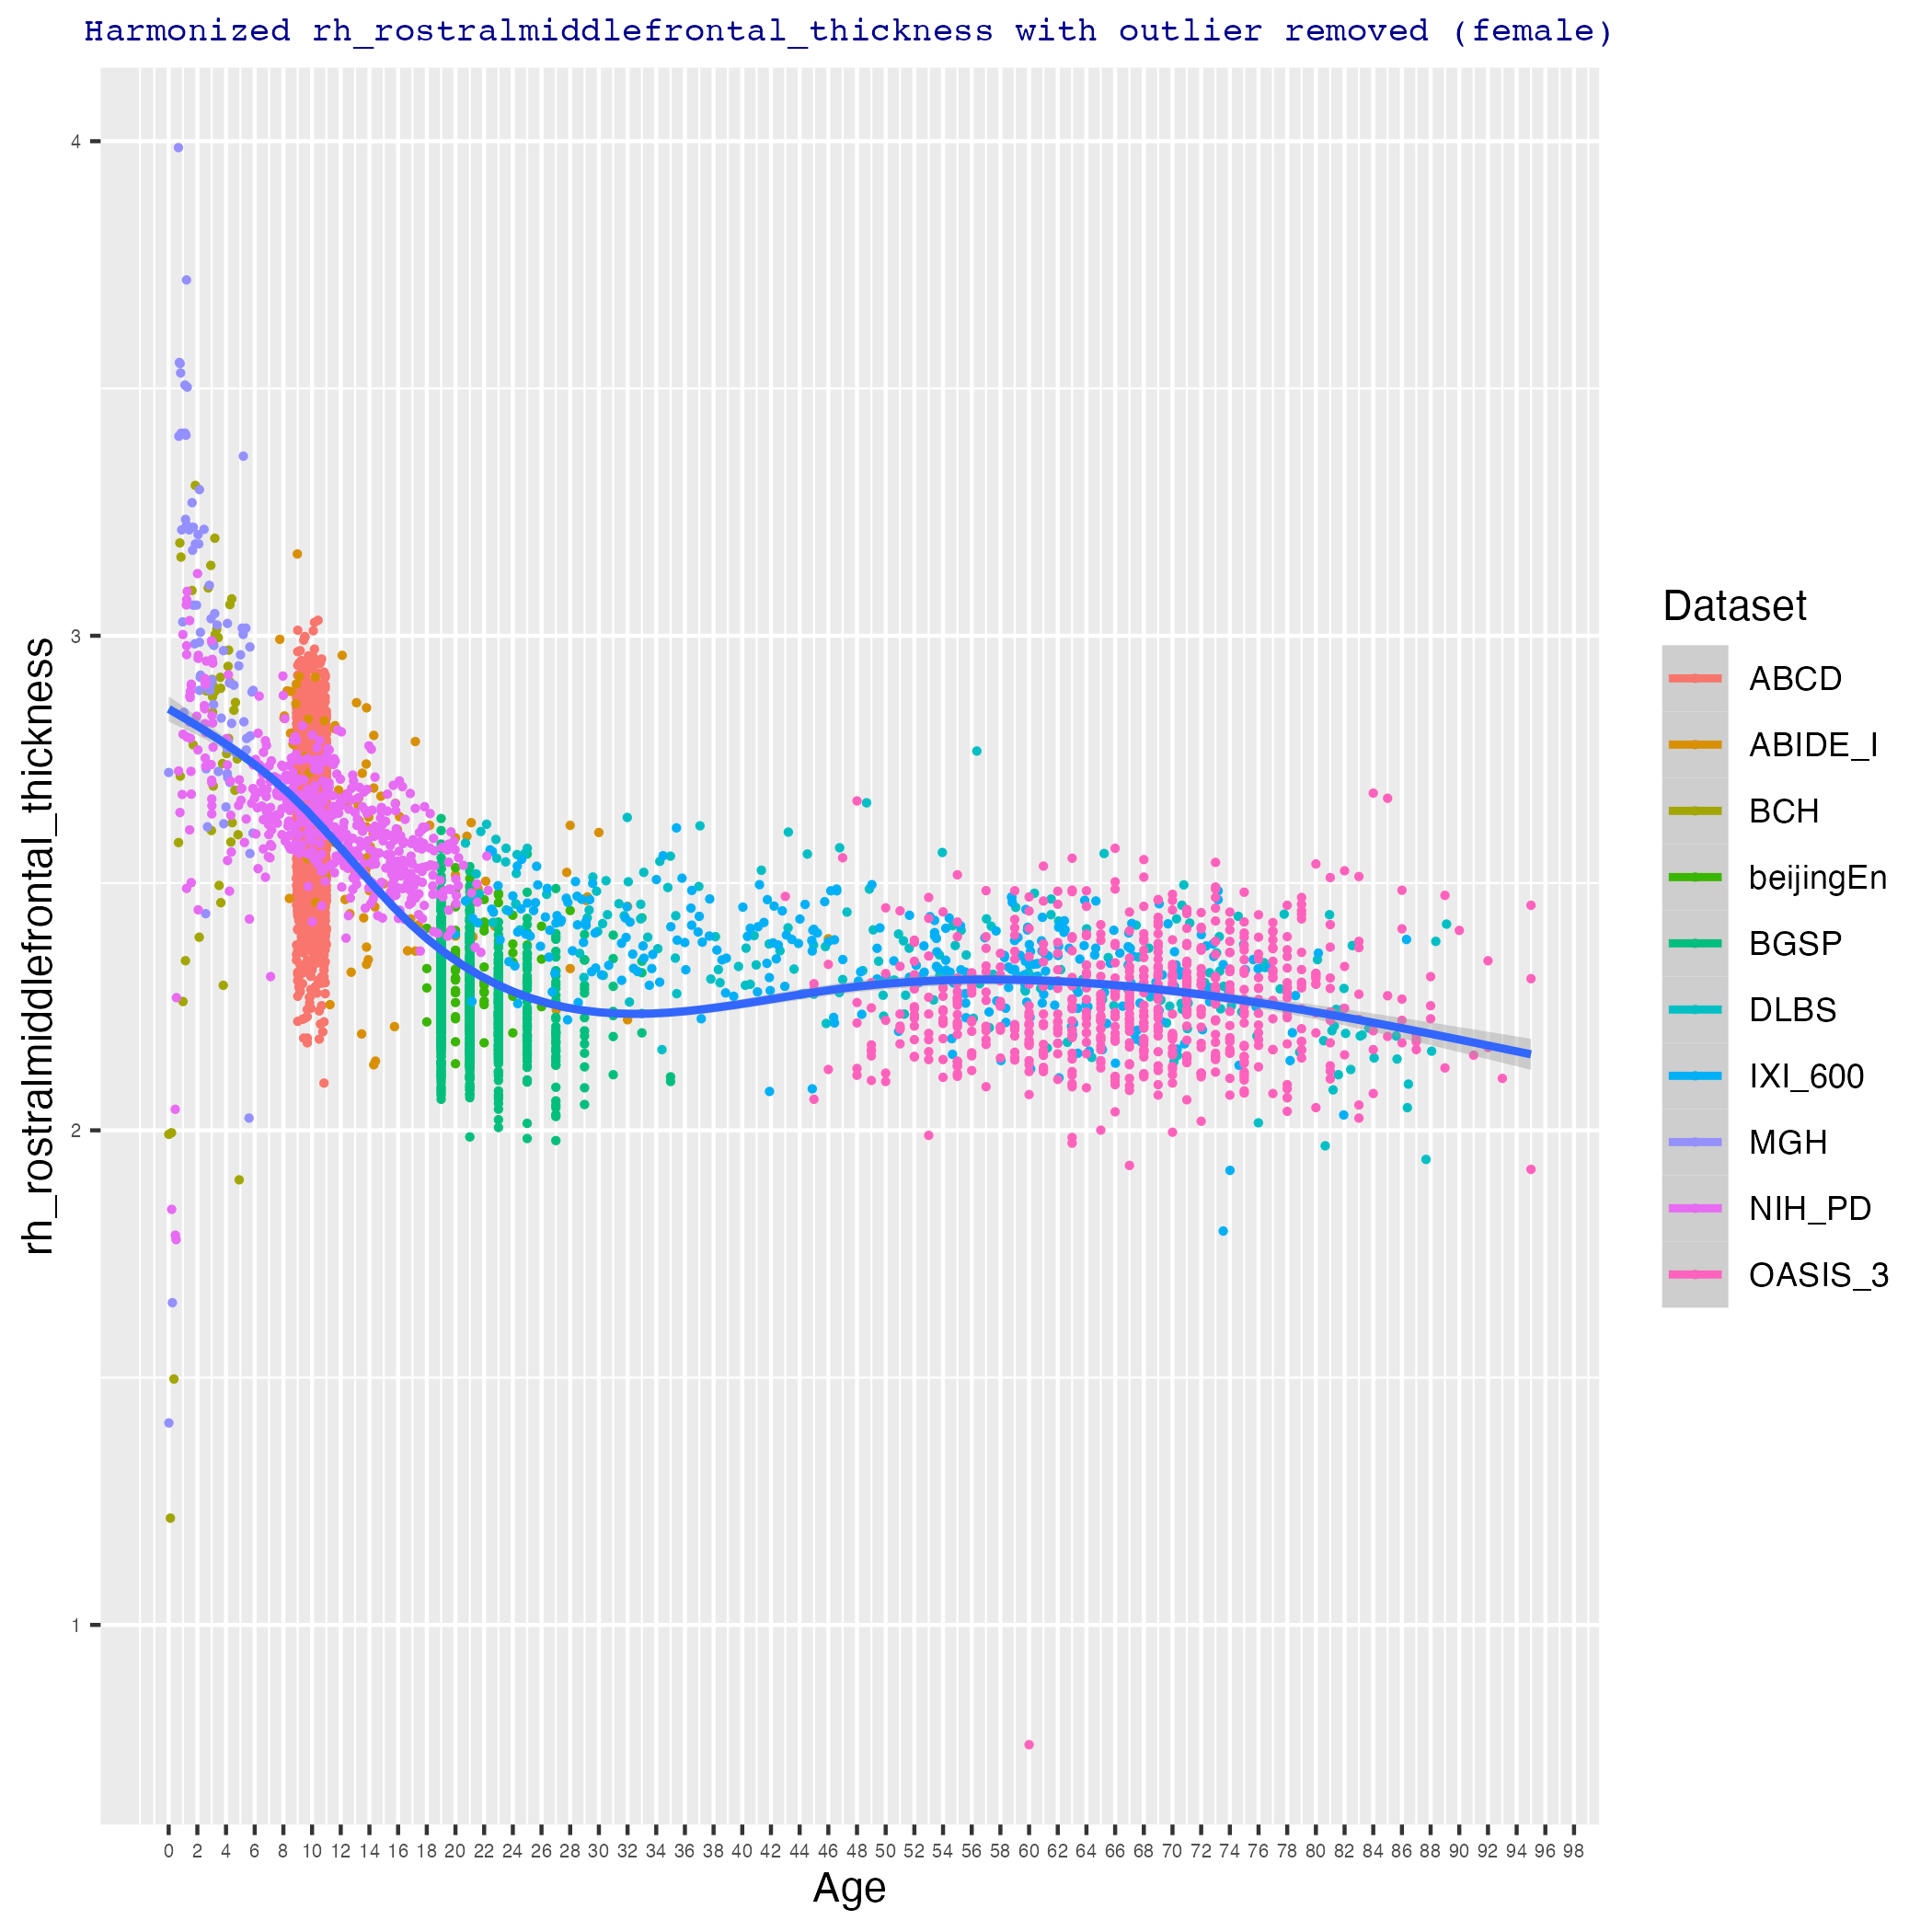 Harmonized rh_rostralmiddlefrontal_thickness with outlier removed (female)
rh_rostralmiddlefrontal_thickness
4
3
2
1
0 2 4 6 8 10 12 14 16 18 20 22 24 26 28 30 32 34 36 38 40 42 44 46 48 50 52 54 56 58 60 62 64 66 68 70 72 74 76 78 80 82 84 86 88 90 92 94 96 98
Age
Dataset
ABCD
ABIDE_I
BCH
beijingEn
BGSP
DLBS
IXI_600
MGH
NIH_PD
OASIS_3